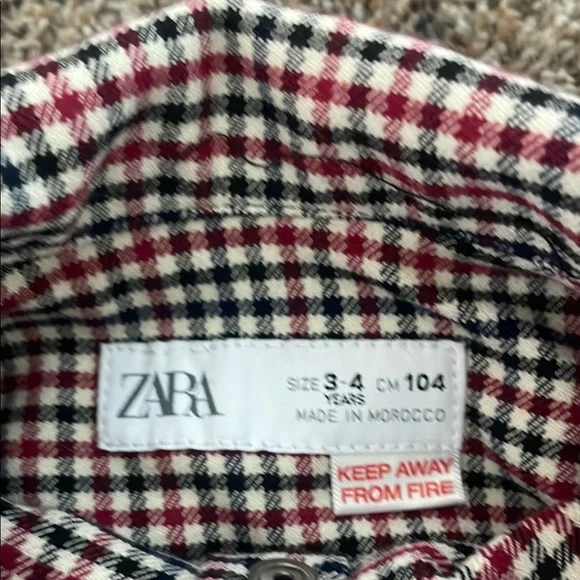 ZARA
SIZE 3-4 CM 104
YEARS
MADE IN MOROCCO
KEEP AWAY
FROM FIRE